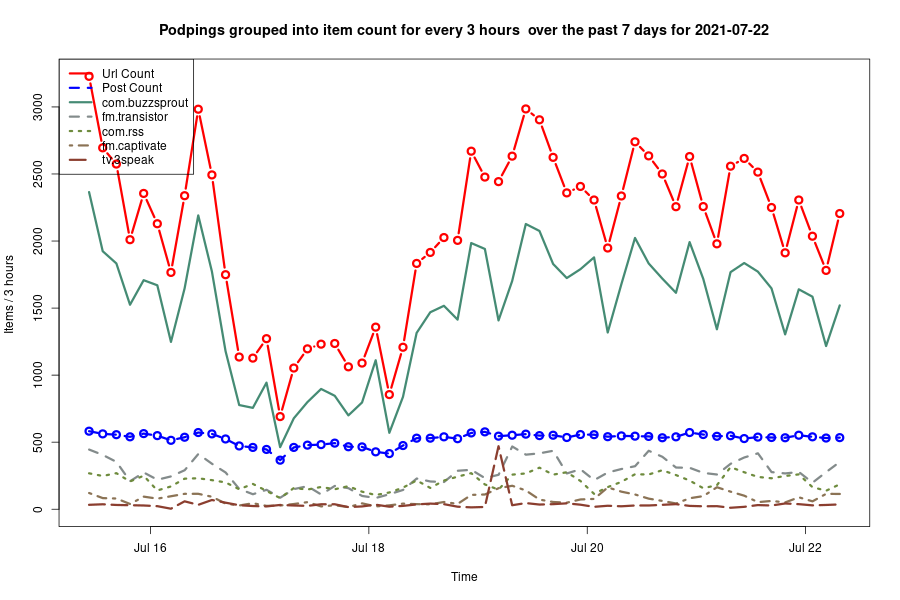 Podpings grouped into item count for every 3 hours  over the past 7 days for 2021-07-22
Url Count
Post Count
com.buzzsprout
fm.transistor
com.rss
fm.captivate
tv.3speak
Items / 3 hours
3000
2500
2000
1500
1000
500
0
Jul 16
Jul 18
Jul 20
Jul 22
Time